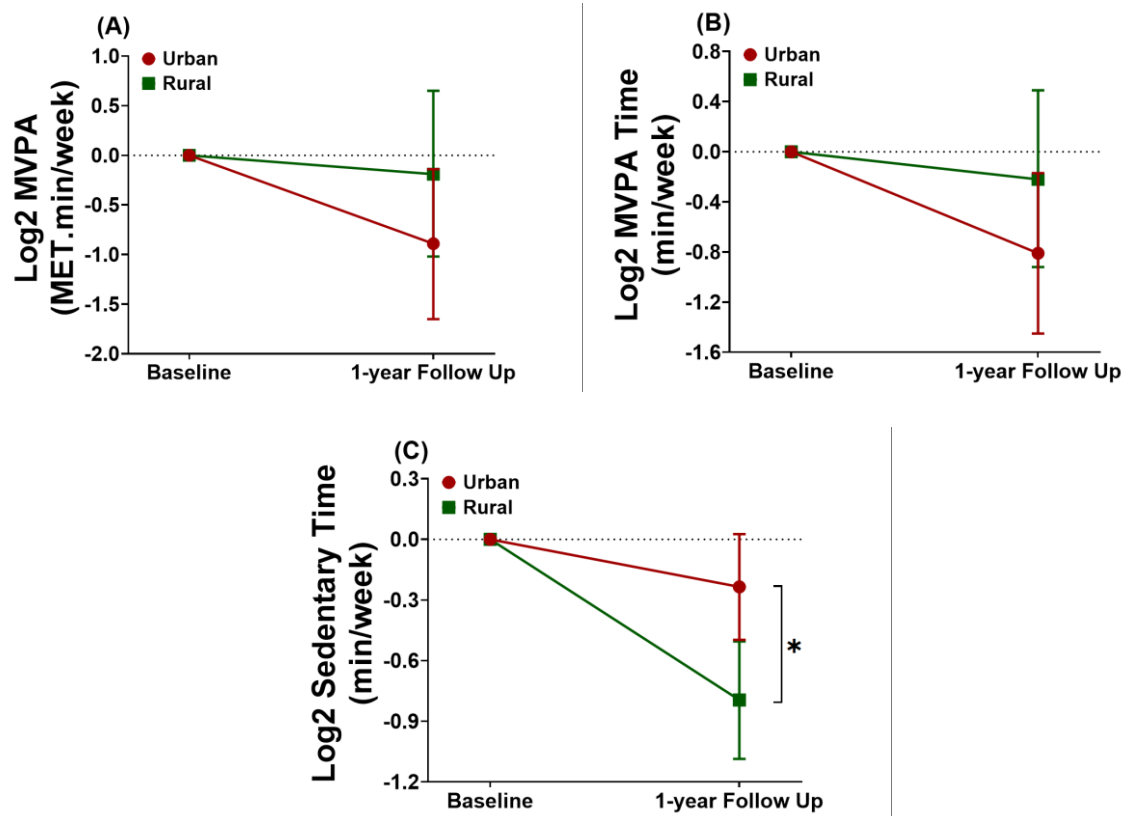 (A)
Urban
Rural
Log2 MVPA
(MET.min/week)
1.0
0.5
0.0
-0.5
-1.0
-1.5
-2.0
Baseline
1-year Follow Up
(B)
Urban
Rural
Log2 MVPA Time
(min/week)
0.8
0.4
0.0
-0.4
-0.8
-1.2
-1.6
Baseline
1-year Follow Up
(C)
Urban
Rural
Log2 Sedentary Time
(min/week)
0.3
0.0
-0.3
-0.6
-0.9
-1.2
*
Baseline
1-year Follow Up